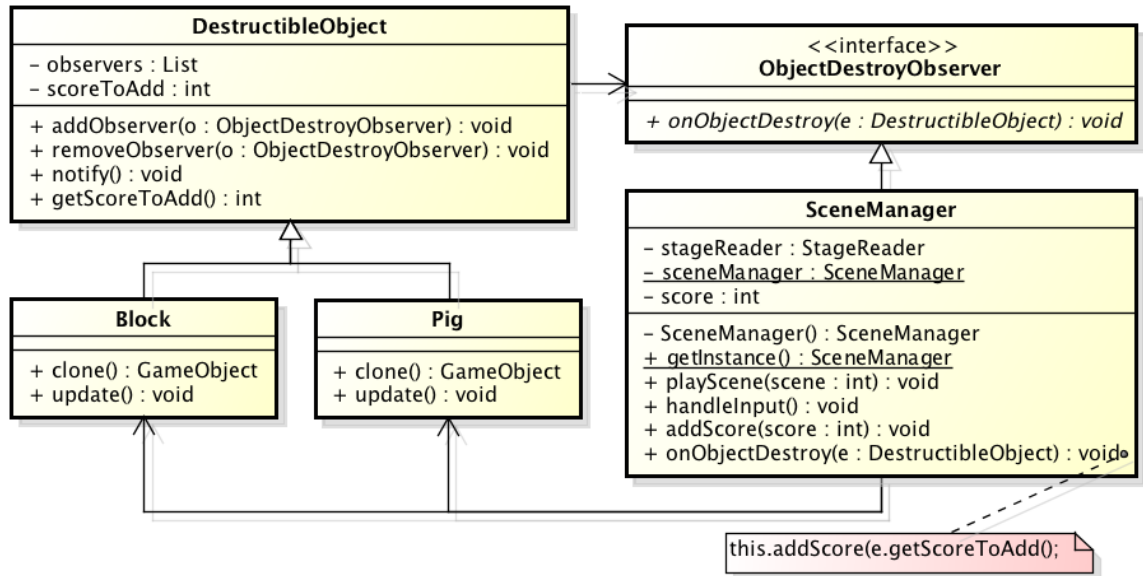 DestructibleObject
- observers : List
- scoreToAdd : int
+ addObserver(o : ObjectDestroyObserver) : void
+ removeObserver(o : ObjectDestroyObserver) : void
+ notify() : void
+ getScoreToAdd() : int
<<interface>>
ObjectDestroyObserver
+ onObjectDestroy(e : DestructibleObject) : void
Block
+ clone() : GameObject
+ update() : void
Pig
+ clone() : GameObject
+ update() : void
SceneManager
- stageReader : StageReader
- sceneManager : SceneManager
- score : int
- SceneManager() : SceneManager
+ getInstance() : SceneManager
+ playScene(scene : int) : void
+ handleInput() : void
+ addScore(score : int) : void
+ onObjectDestroy(e : DestructibleObject) : void
this.addScore(e.getScoreToAdd();